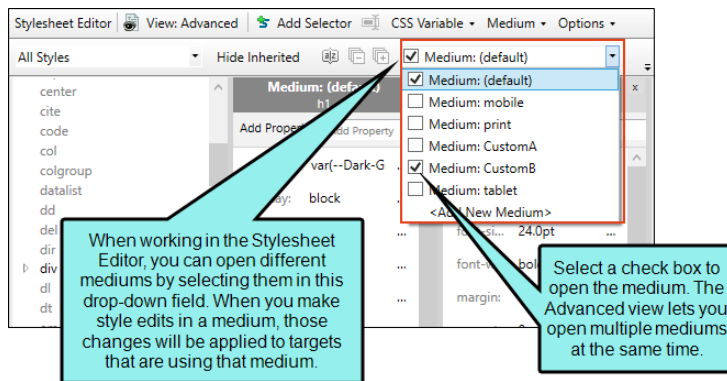 Stylesheet Editor View: Advanced Add Selector CSS Variable Medium Options
All Styles Hide Inherited Medium: (default)
center
cite
code
col
colgroup
datalist
dd
del
dir
div
dl
dt
Medium: (default) x
h1
Add Property
var(--Dark-G ...
block
font-si... 24.0pt ...
...
margin:
...
Medium: (default)
Medium: mobile
Medium: print
Medium: CustomA
Medium: CustomB
Medium: tablet
<Add New Medium>
When working in the Stylesheet
Editor, you can open different
mediums by selecting them in this
drop-down field. When you make
style edits in a medium, those
changes will be applied to targets
that are using that medium.
Select a check box to
open the medium. The
Advanced view lets you
open multiple mediums
at the same time.